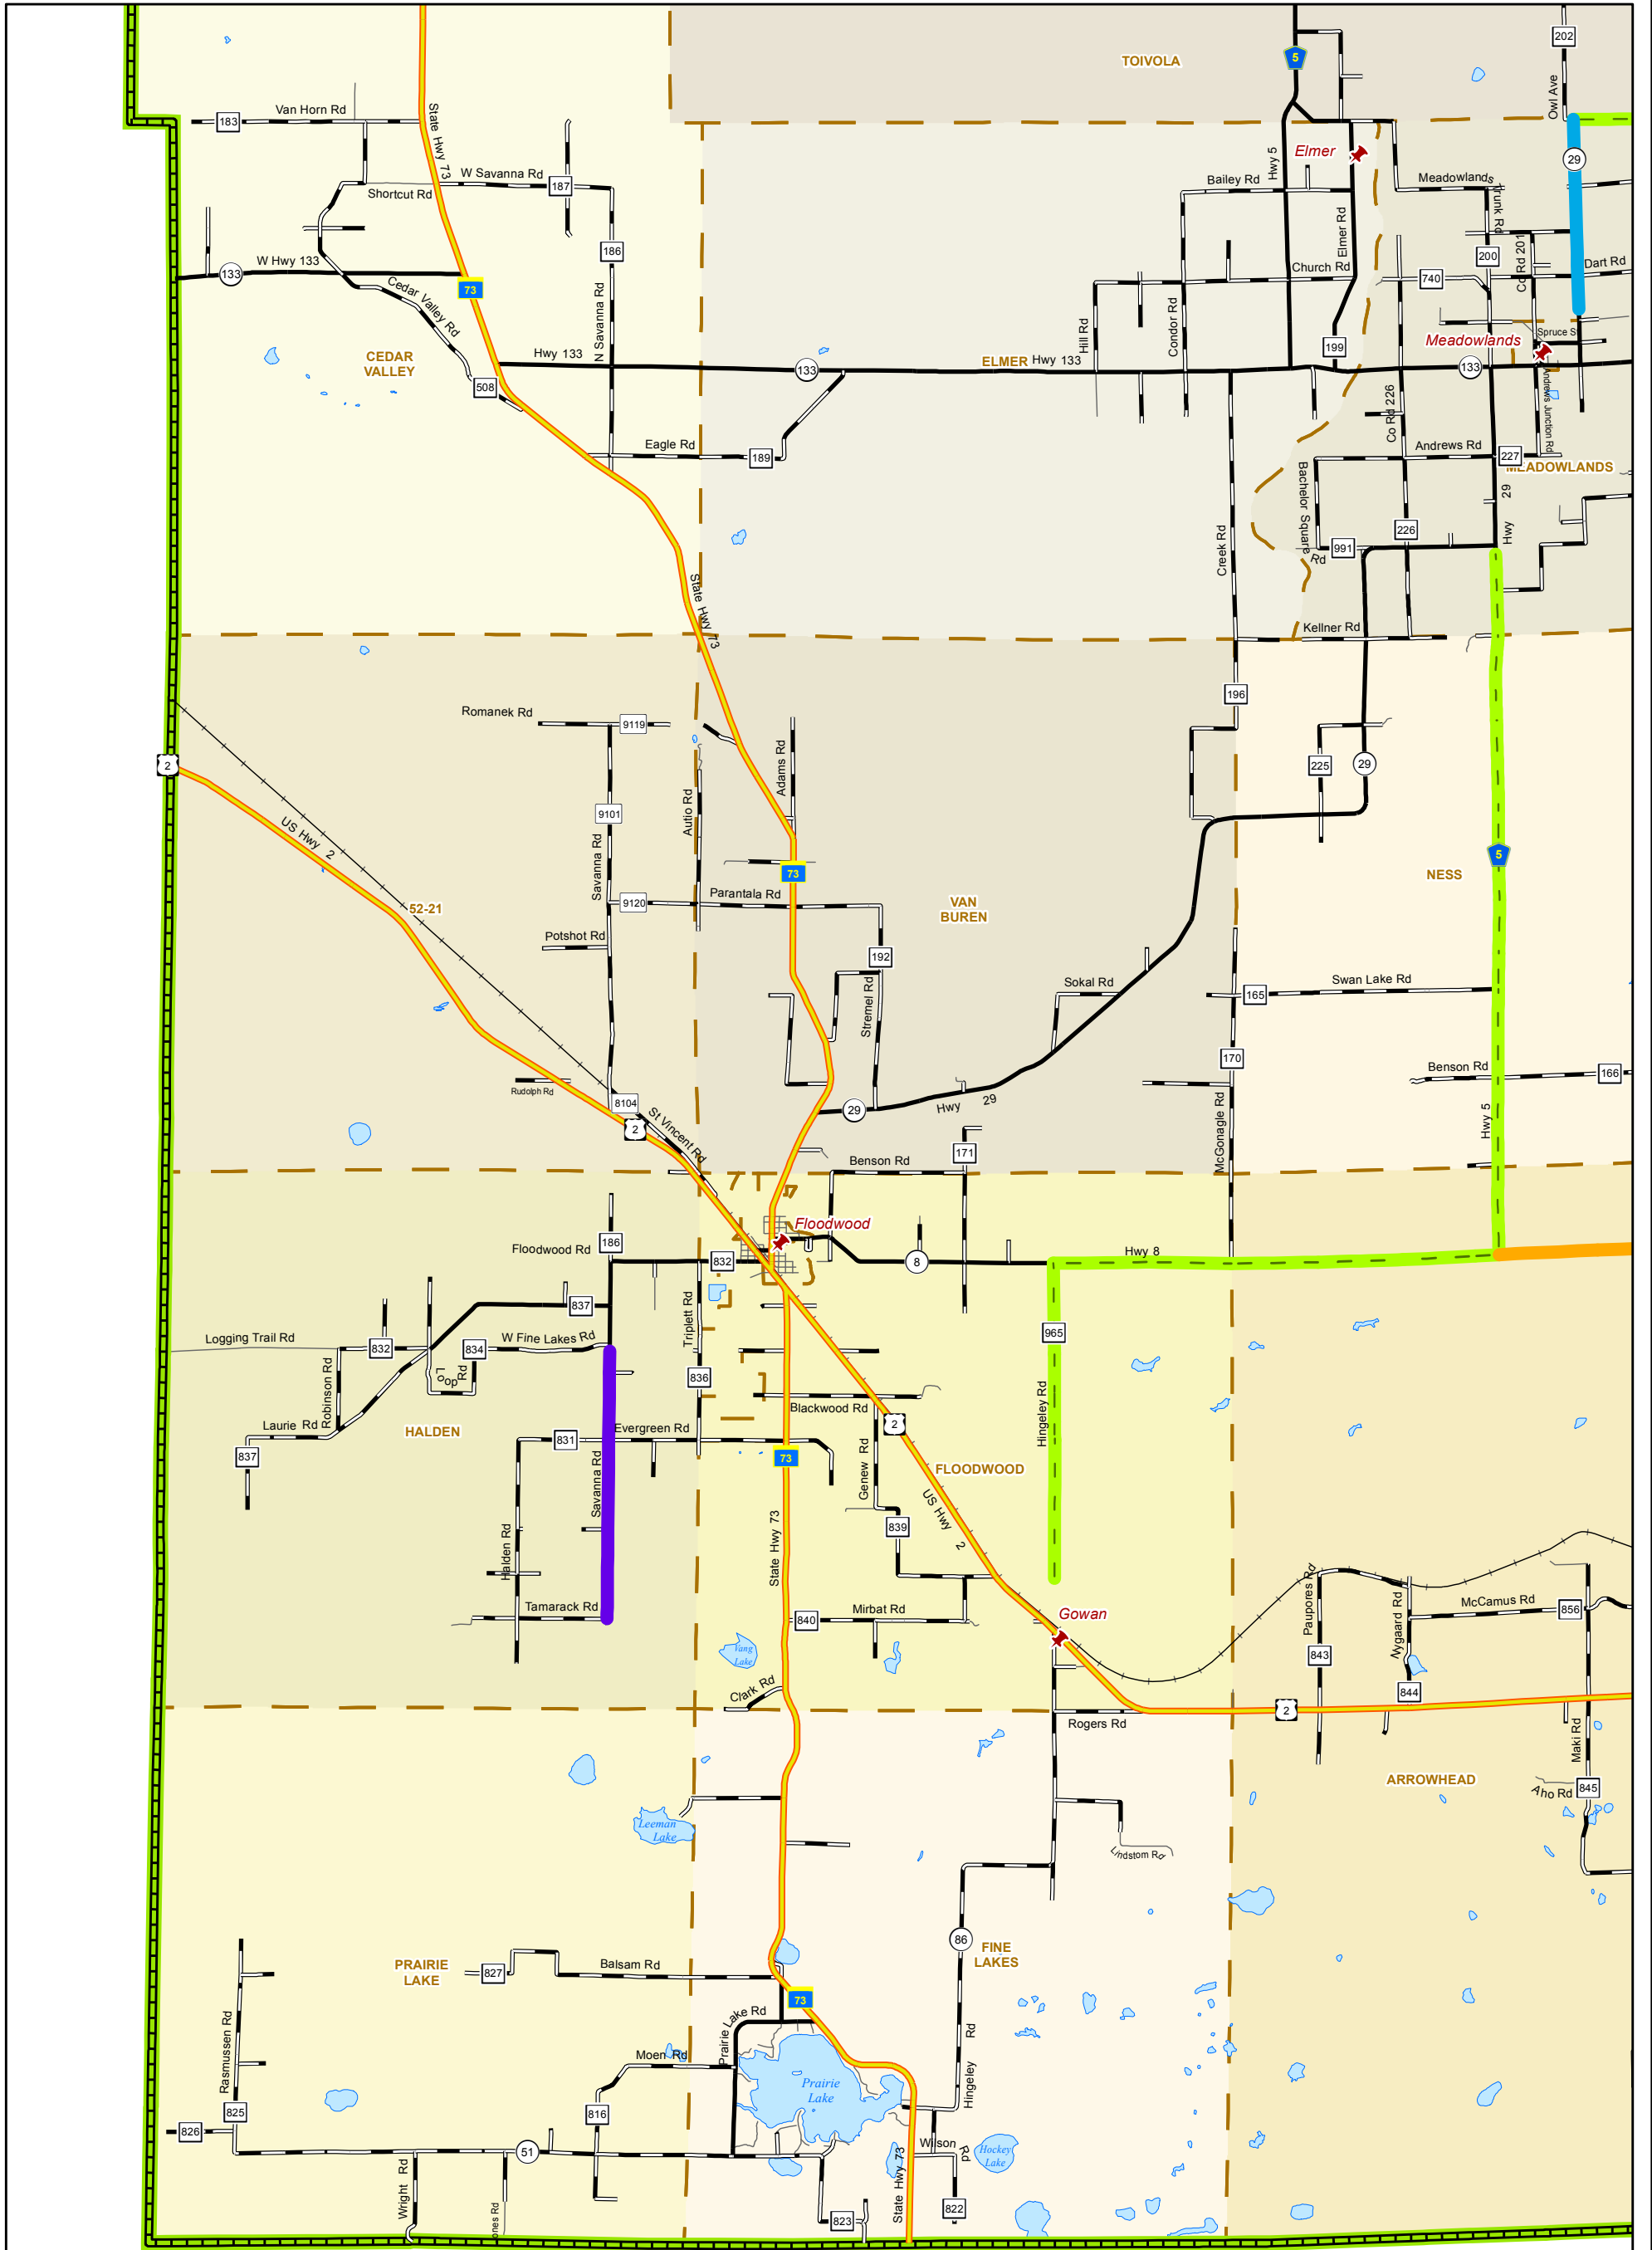 202
TOIVOLA
5
Owl Ave
Van Horn Rd
183
State Hwy 73
Elmer
29
Hwy 5
W Savanna Rd
187
Shortcut Rd
Bailey Rd
Meadowlands Trunk Rd
Elmer Rd
186
200
Co Rd 201
W Hwy 133
133
Church Rd
740
Dart Rd
73
Cedar Valley Rd
N Savanna Rd
Hill Rd
Condor Rd
199
Spruce St
Meadowlands
CEDAR
VALLEY
Hwy 133
133
ELMER
Hwy 133
133
508
Andrews Junction Rd
Co Rd 226
Eagle Rd
189
Andrews Rd
227
MEADOWLANDS
Bachelor Square Rd
Hwy 29
226
Creek Rd
991
State Hwy 73
Kellner Rd
196
Romanek Rd
9119
2
Adams Rd
225
29
Autio Rd
9101
US Hwy 2
Savanna Rd
5
73
NESS
Parantala Rd
9120
VAN
BUREN
52-21
Potshot Rd
192
Sokal Rd
Swan Lake Rd
165
Stremel Rd
170
Benson Rd
166
Rudolph Rd
8104
29
Hwy 29
2
St Vincent Rd
McGonagle Rd
Hwy 5
171
Benson Rd
Floodwood
186
Floodwood Rd
832
8
Hwy 8
837
Triplett Rd
965
Logging Trail Rd
832
834
W Fine Lakes Rd
Loop Rd
836
Robinson Rd
Blackwood Rd
2
Hingeley Rd
Laurie Rd
HALDEN
831
Evergreen Rd
837
73
Genew Rd
FLOODWOOD
Savanna Rd
US Hwy 2
839
Halden Rd
State Hwy 73
Paupores Rd
Nygaard Rd
McCamus Rd
856
Tamarack Rd
840
Mirbat Rd
Gowan
Vang
Lake
843
844
Clark Rd
Rogers Rd
2
Maki Rd
ARROWHEAD
Aho Rd
845
Leeman
Lake
Lindstom Rd
86
FINE
LAKES
PRAIRIE
LAKE
827
Balsam Rd
73
Prairie Lake Rd
Rasmussen Rd
Moen Rd
Hingeley Rd
Prairie
Lake
825
816
826
51
Wilson Rd
Hockey
Lake
Wright Rd
State Hwy 73
822
823